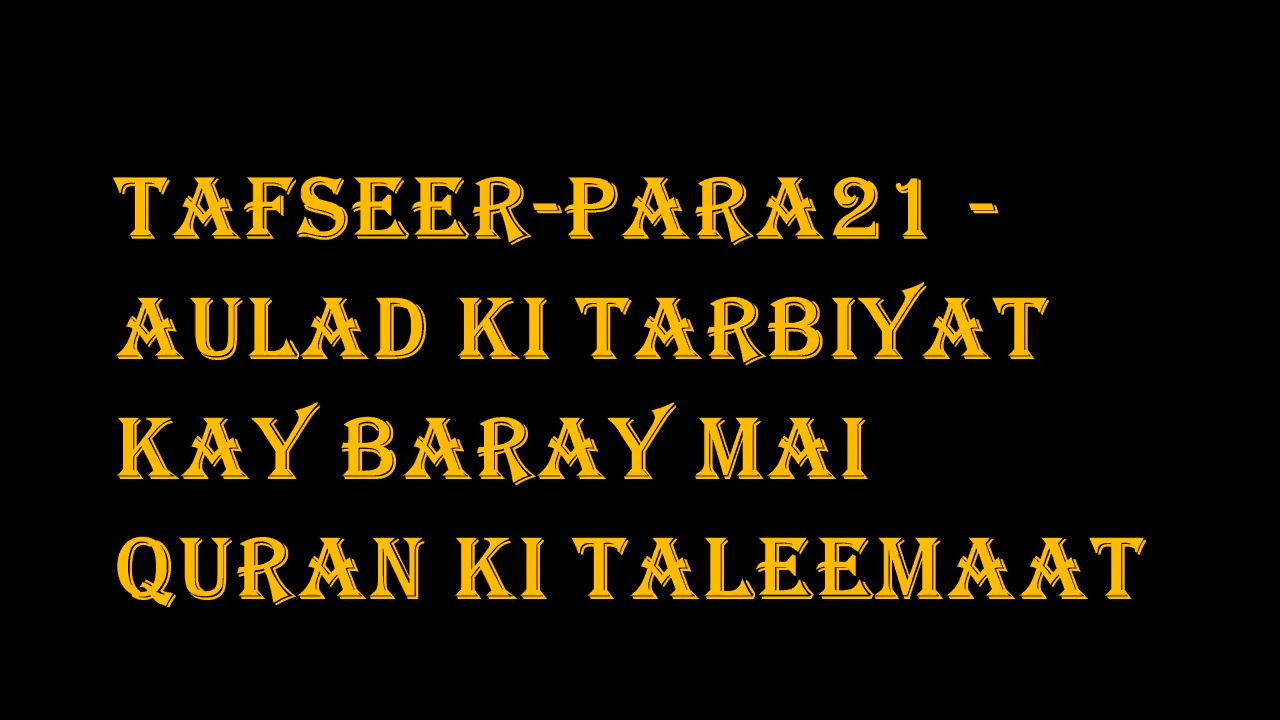 TAFSEER-PARA21 -
AULAD KI TARBIYAT
KAY BARAY MAI
QURAN KI TALEEMAAT